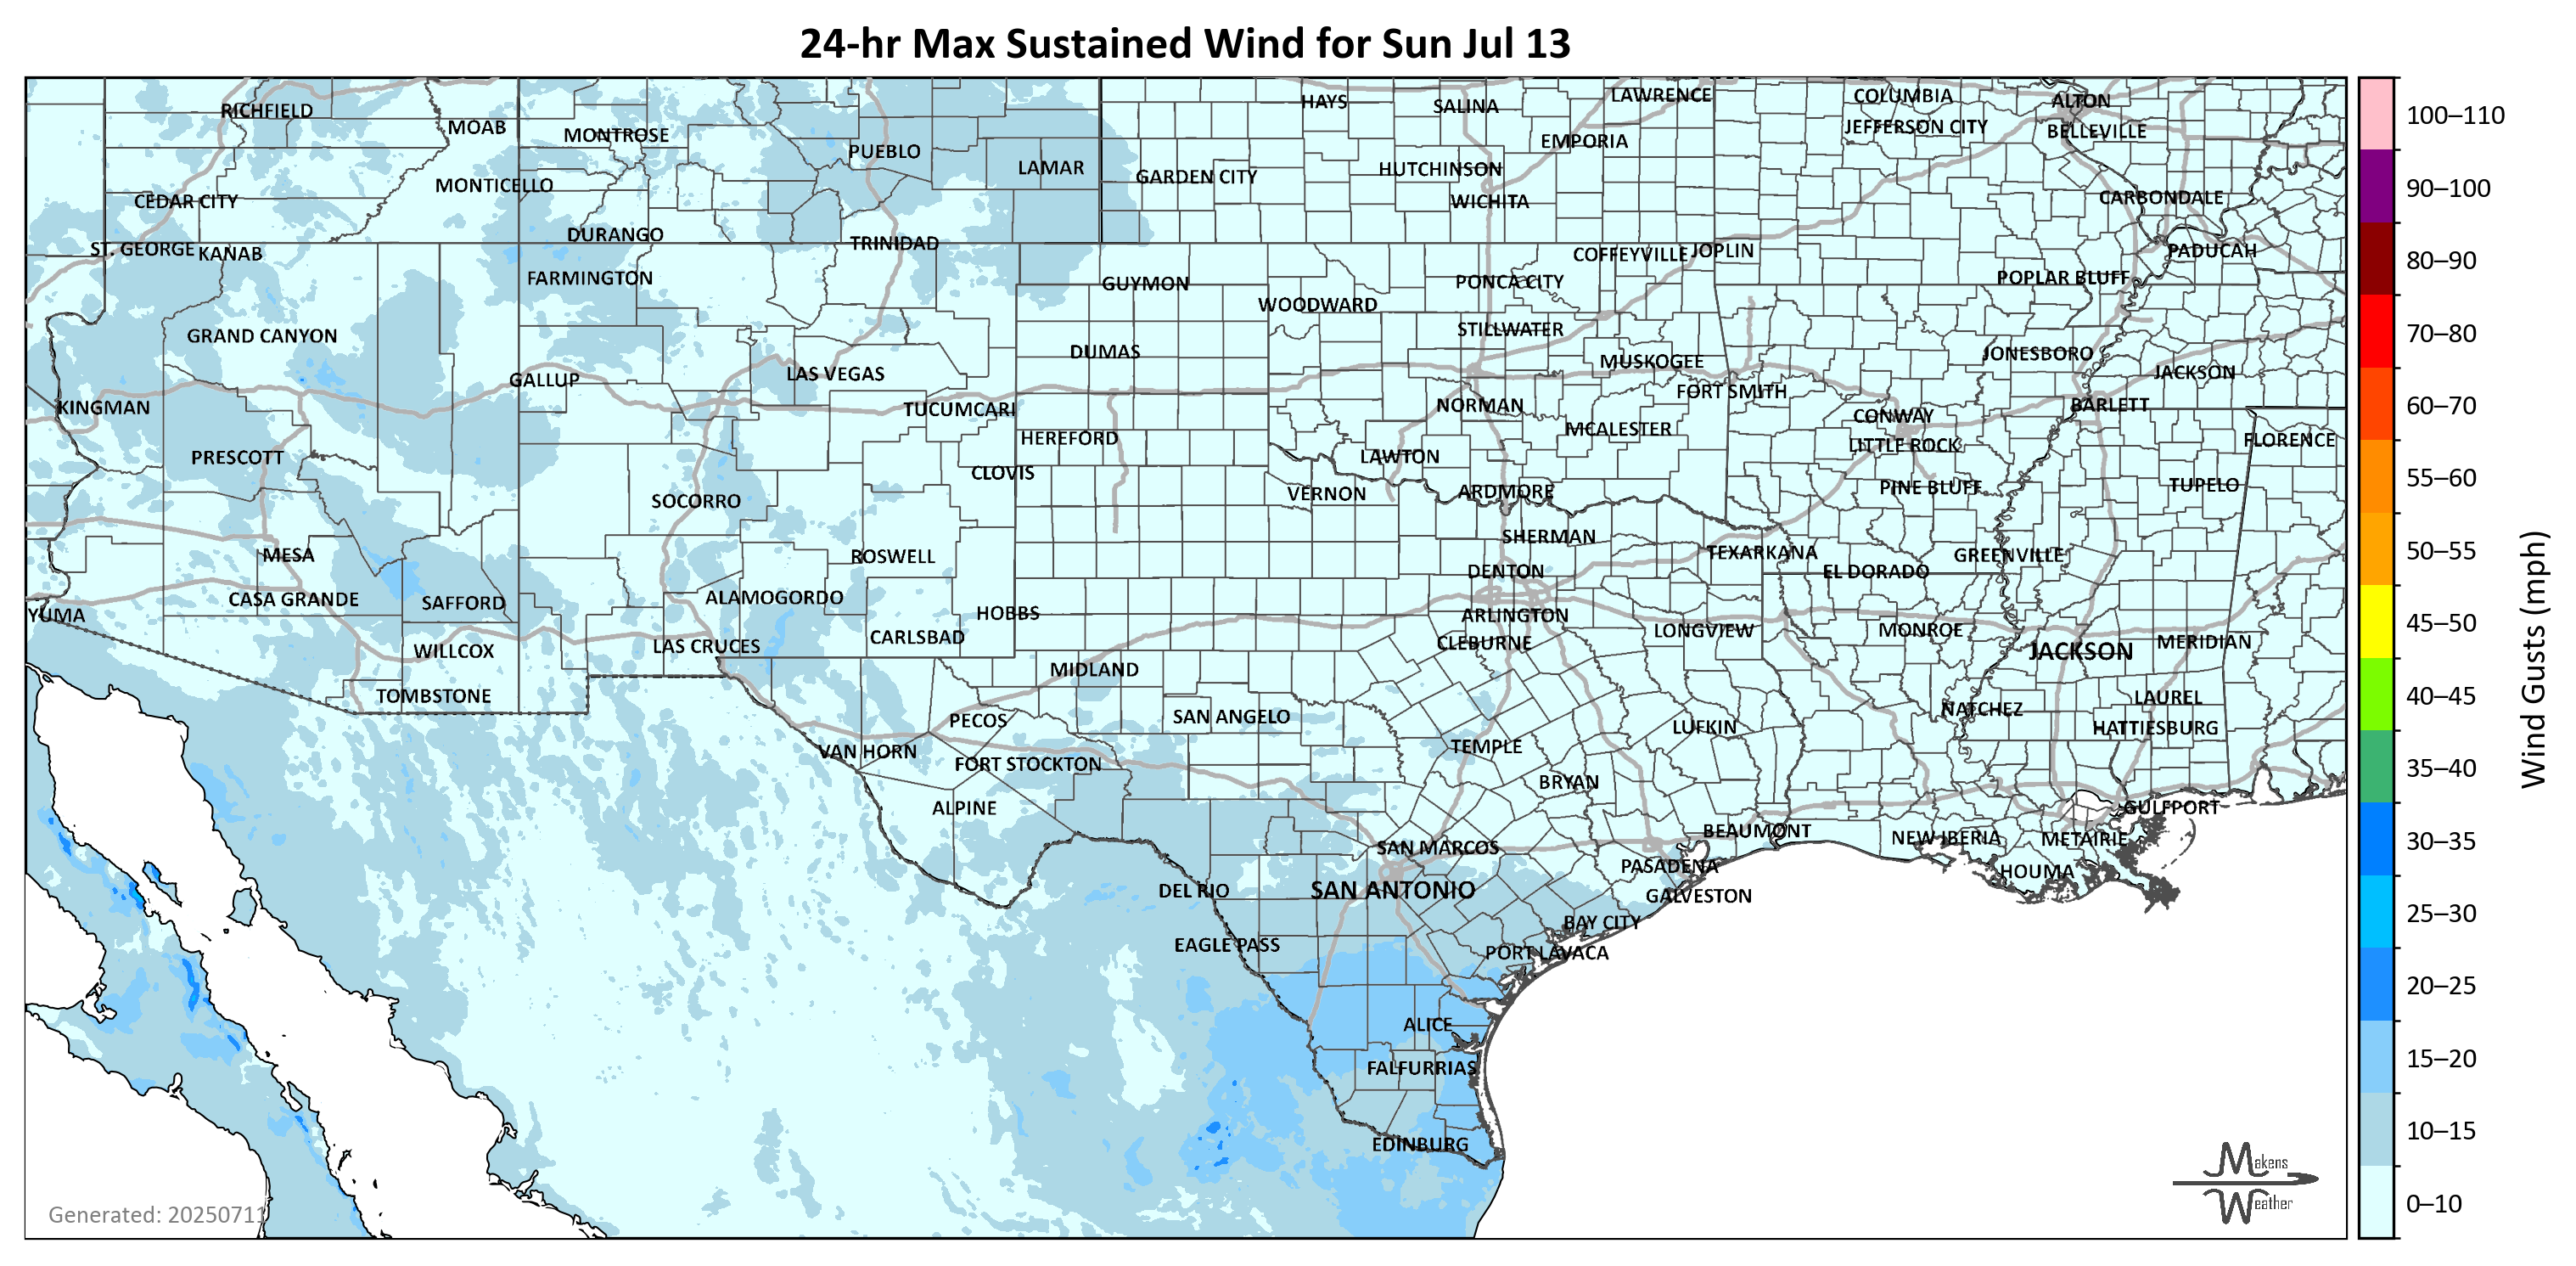 24-hr Max Sustained Wind for Sun Jul 13
RICHFIELD
MOAB
MONTROSE
PUEBLO
LAMAR
HAYS
SALINA
LAWRENCE
COLUMBIA
ALTON
GARDEN CITY
HUTCHINSON
EMPORIA
JEFFERSON CITY
BELLEVILLE
CEDAR CITY
MONTICELLO
WICHITA
CARBONDALE
ST. GEORGE
KANAB
DURANGO
TRINIDAD
COFFEYVILLE
JOPLIN
PADUCAH
FARMINGTON
GUYMON
WOODWARD
PONCA CITY
POPLAR BLUFF
GRAND CANYON
DUMAS
STILLWATER
MUSKOGEE
JONESBORO
KINGMAN
GALLUP
LAS VEGAS
TUCUMCARI
NORMAN
FORT SMITH
CONWAY
JACKSON
BARLETT
PRESCOTT
HEREFORD
CLOVIS
LAWTON
MCALESTER
LITTLE ROCK
FLORENCE
SOCORRO
VERNON
ARDMORE
PINE BLUFF
TUPELO
MESA
ROSWELL
SHERMAN
TEXARKANA
GREENVILLE
CASA GRANDE
SAFFORD
ALAMOGORDO
HOBBS
DENTON
EL DORADO
YUMA
WILLCOX
LAS CRUCES
CARLSBAD
ARLINGTON
CLEBURNE
LONGVIEW
MONROE
JACKSON
MERIDIAN
TOMBSTONE
MIDLAND
PECOS
SAN ANGELO
NATCHEZ
LAUREL
HATTIESBURG
VAN HORN
FORT STOCKTON
TEMPLE
LUFKIN
ALPINE
BRYAN
GULFPORT
SAN MARCOS
BEAUMONT
NEW IBERIA
METAIRIE
DEL RIO
SAN ANTONIO
PASADENA
GALVESTON
HOUMA
EAGLE PASS
BAY CITY
PORT LAVACA
ALICE
FALFURRIAS
EDINBURG
Generated: 20250711
Makens
Weather
100–110
90–100
80–90
70–80
60–70
55–60
50–55
45–50
40–45
35–40
30–35
25–30
20–25
15–20
10–15
0–10
Wind Gusts (mph)